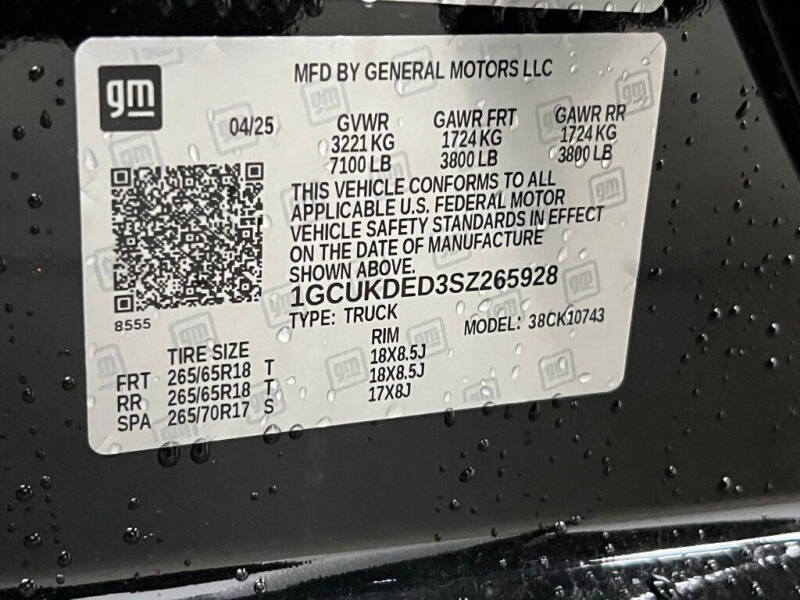 gm
MFD BY GENERAL MOTORS LLC
04/25
GVWR GAWR FRT GAWR RR
3221 KG 1724 KG 1724 KG
7100 LB 3800 LB 3800 LB
THIS VEHICLE CONFORMS TO ALL
APPLICABLE U.S. FEDERAL MOTOR
VEHICLE SAFETY STANDARDS IN EFFECT
ON THE DATE OF MANUFACTURE
SHOWN ABOVE.
1GCUKDED3SZ265928
8555
TYPE: TRUCK MODEL: 38CK10743
TIRE SIZE RIM
FRT 265/65R18 T 18X8.5J
RR 265/65R18 T 18X8.5J
SPA 265/70R17 S 17X8J